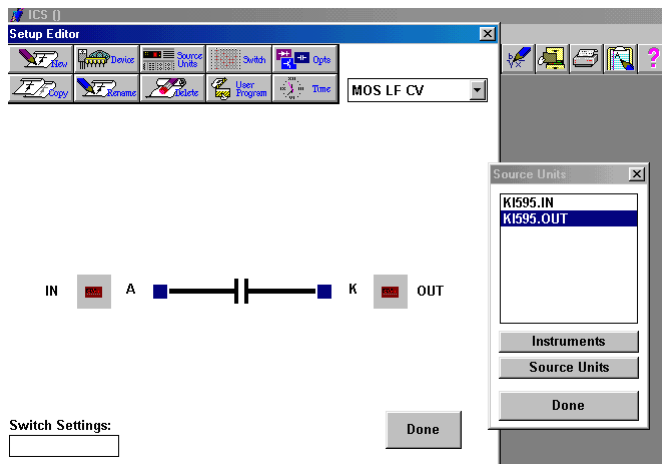 ICS ()
Setup Editor
New
Device
Source Units
Switch
Opts
Copy
Rename
Delete
User Program
Time
MOS LF CV
Source Units
KI595.IN
KI595.OUT
IN
A
K
OUT
Instruments
Source Units
Done
Switch Settings:
Done